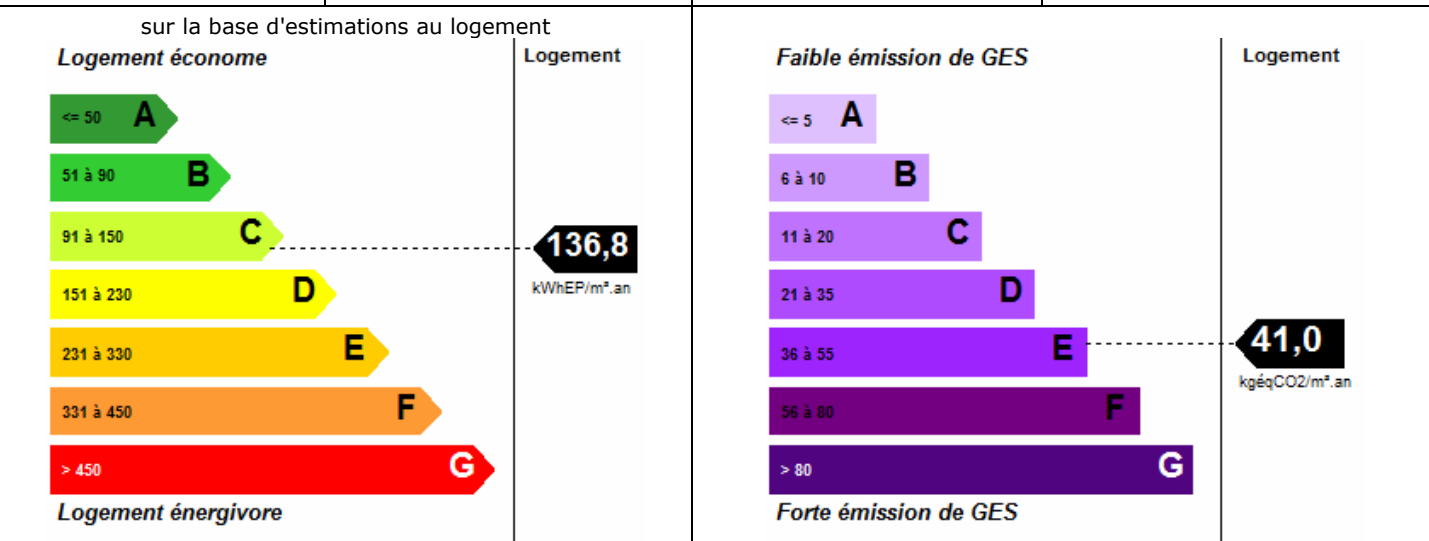 sur la base d'estimations au logement
Logement économe
Logement
<= 50 A
51 à 90 B
91 à 150 C
136,8
kWhEP/m².an
151 à 230 D
231 à 330 E
331 à 450 F
> 450 G
Logement énergivore
Faible émission de GES
Logement
<= 5 A
6 à 10 B
11 à 20 C
21 à 35 D
36 à 55 E
41,0
kgéqCO2/m².an
56 à 80 F
> 80 G
Forte émission de GES